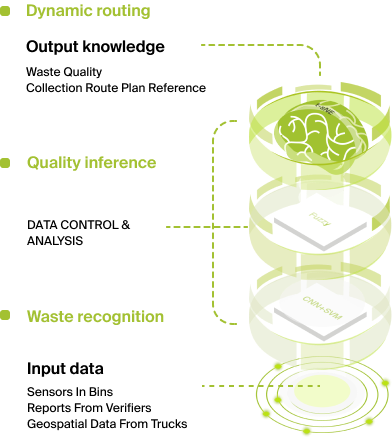 Dynamic routing
Output knowledge
Waste Quality
Collection Route Plan Reference
t-sNE
Quality inference
Fuzzy
DATA CONTROL &
ANALYSIS
CNN+SVM
Waste recognition
Input data
Sensors In Bins
Reports From Verifiers
Geospatial Data From Trucks